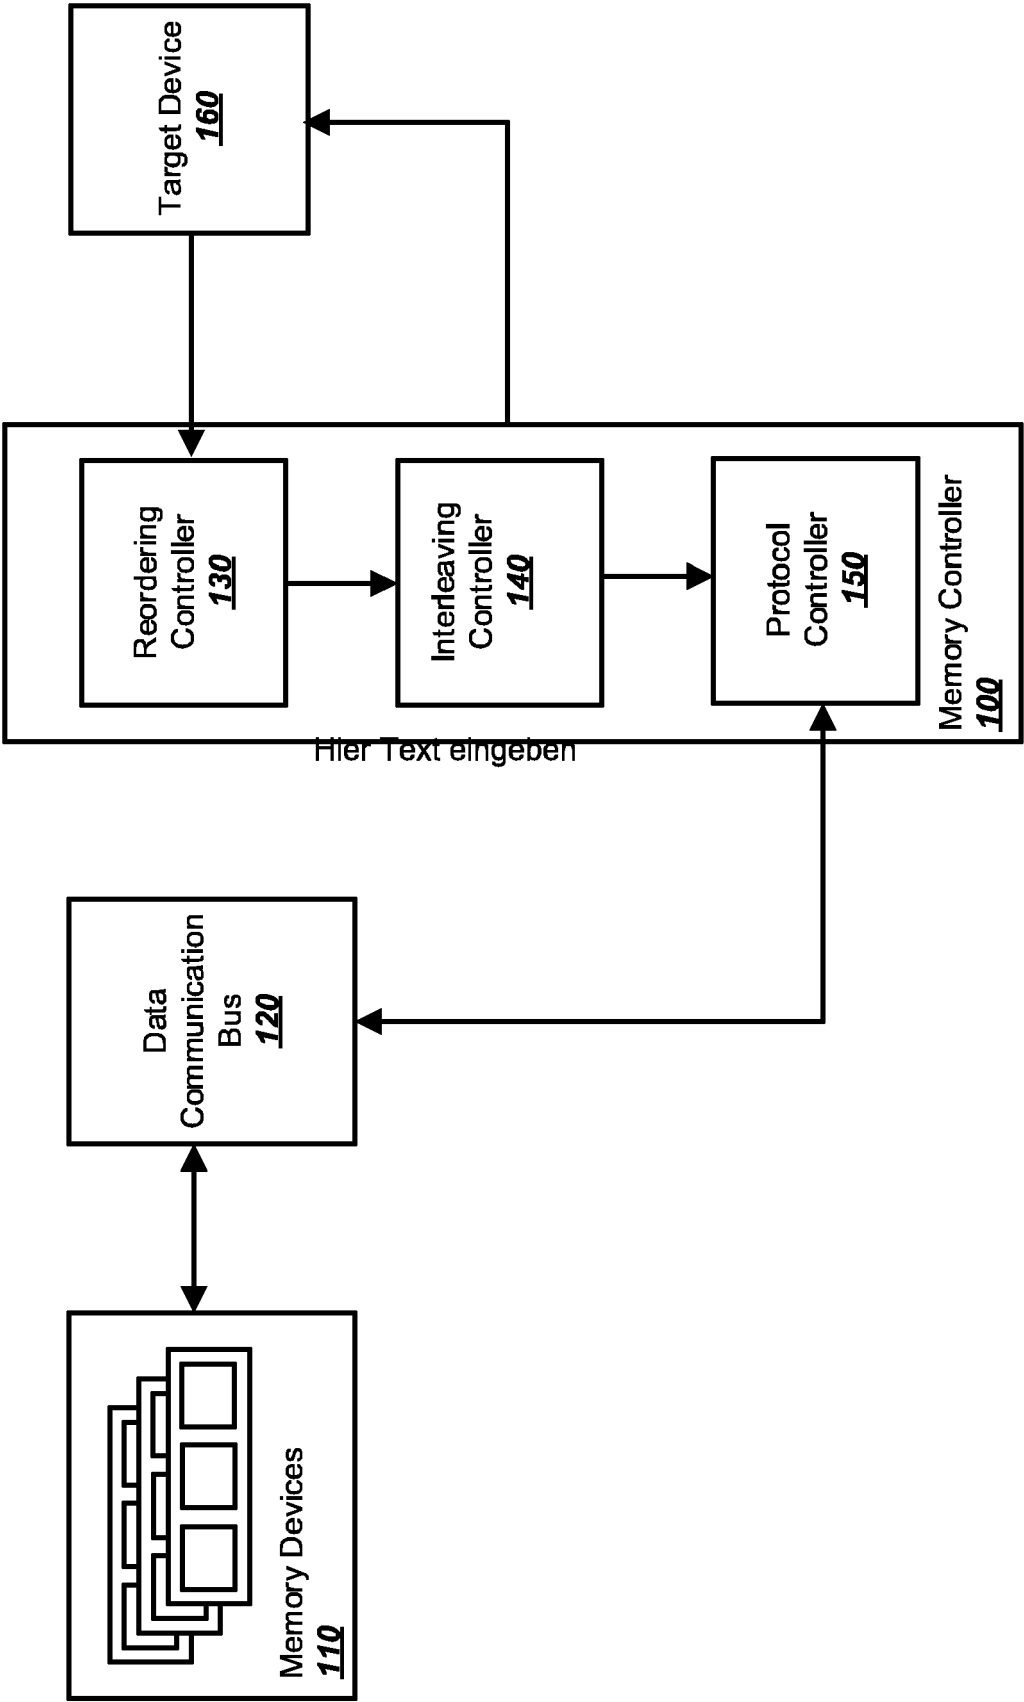 Target Device
160
Reordering
Controller
130
Interleaving
Controller
140
Protocol
Controller
150
Memory Controller
100
Hier Text eingeben
Data
Communication
Bus
120
Memory Devices
110